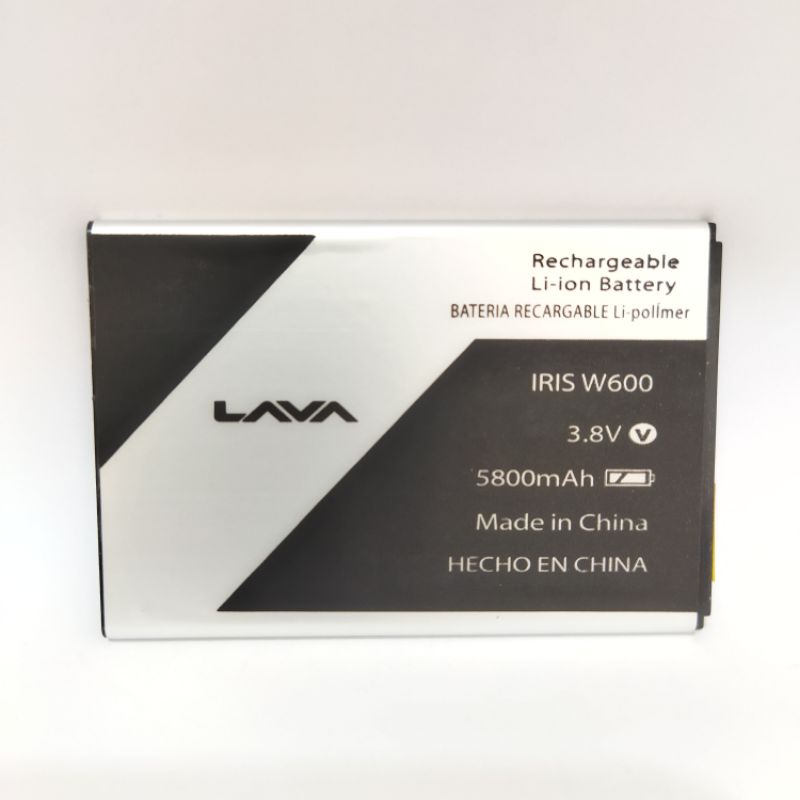 LAVA
Rechargeable
Li-ion Battery
BATERIA RECARGABLE Li-polÍmer
IRIS W600
3.8V V
5800mAh
Made in China
HECHO EN CHINA